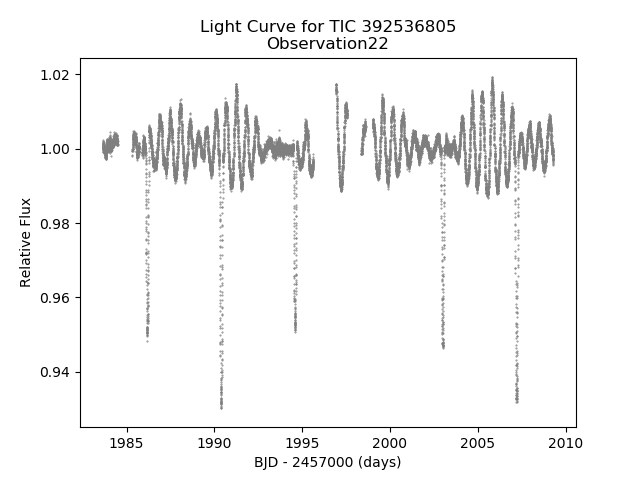 Light Curve for TIC 392536805
Observation22
1.02
1.00
0.98
0.96
0.94
Relative Flux
1985
1990
1995
2000
2005
2010
BJD - 2457000 (days)